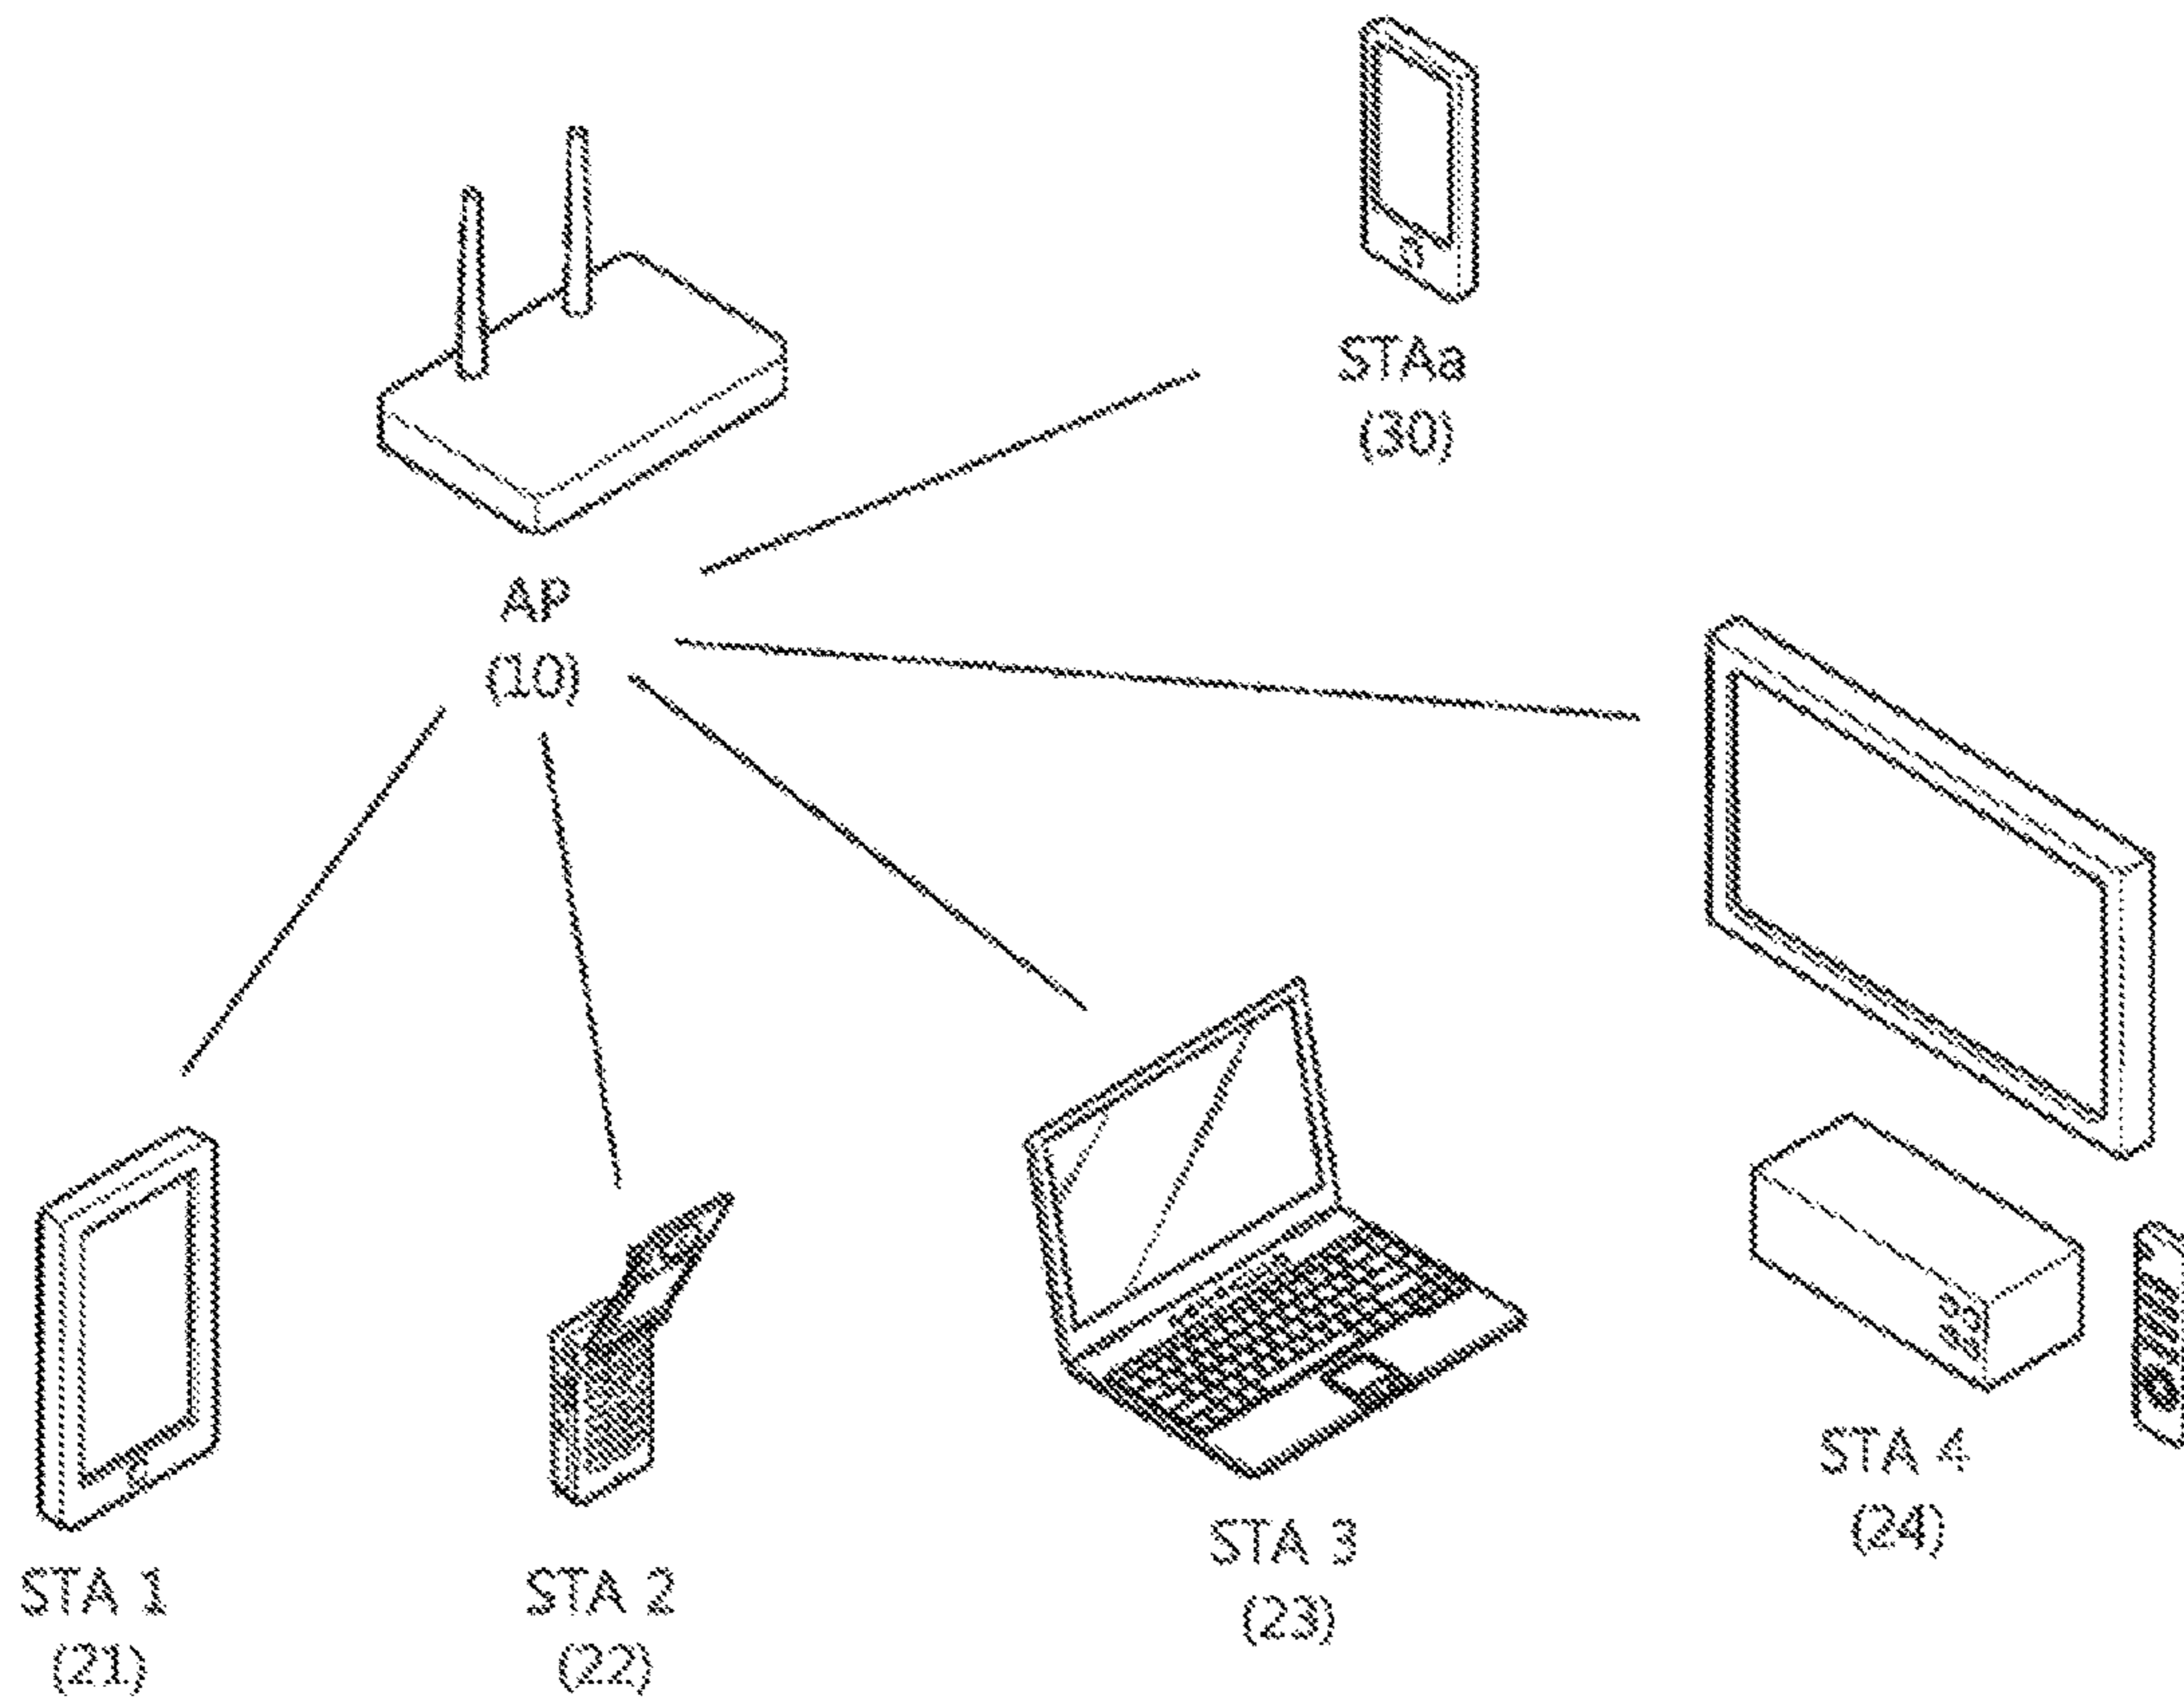 STAa
(30)
AP
(10)
STA 4
(24)
STA 3
(23)
STA 1
(21)
STA 2
(22)